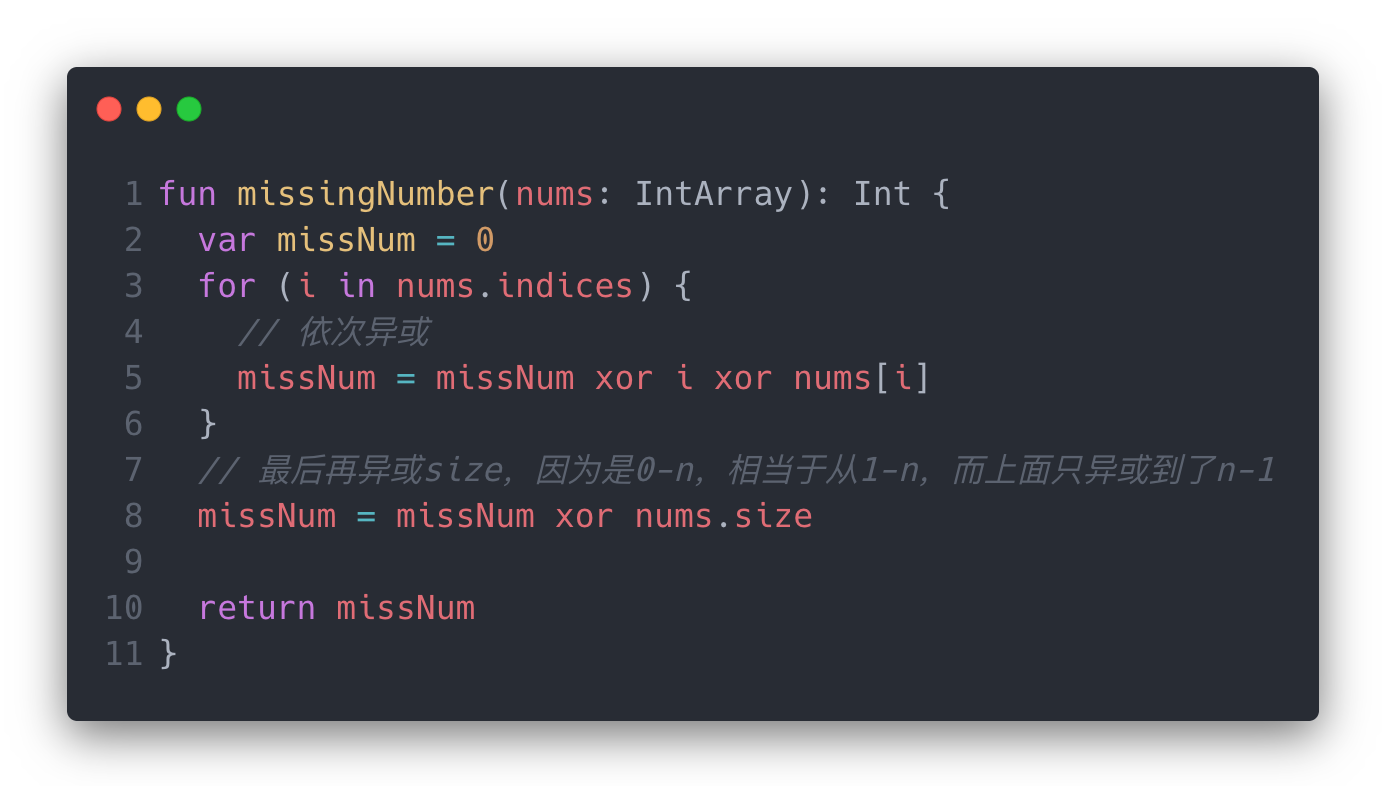 1 fun missingNumber(nums: IntArray): Int {
2   var missNum = 0
3   for (i in nums.indices) {
4     // 依次异或
5     missNum = missNum xor i xor nums[i]
6   }
7   // 最后再异或size，因为是0-n，相当于从1-n，而上面只异或到了n-1
8   missNum = missNum xor nums.size
9
10   return missNum
11 }